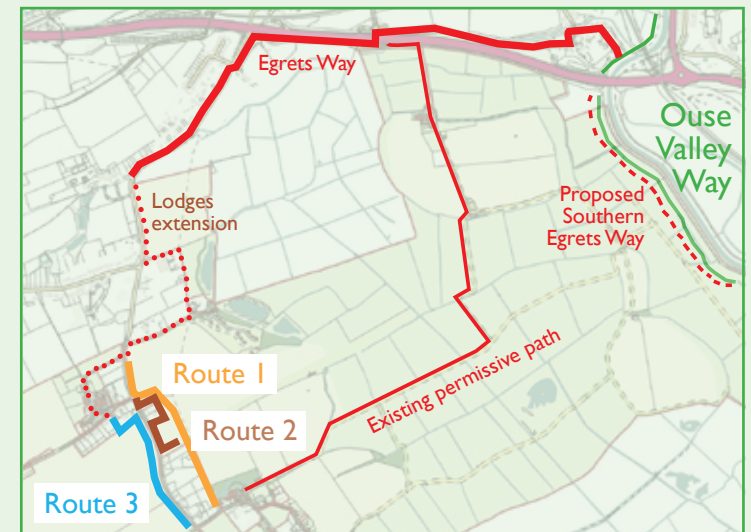 Egrets Way
Ouse
Valley
Way
Lodges
extension
Proposed
Southern
Egrets Way
Existing permissive path
Route 1
Route 2
Route 3